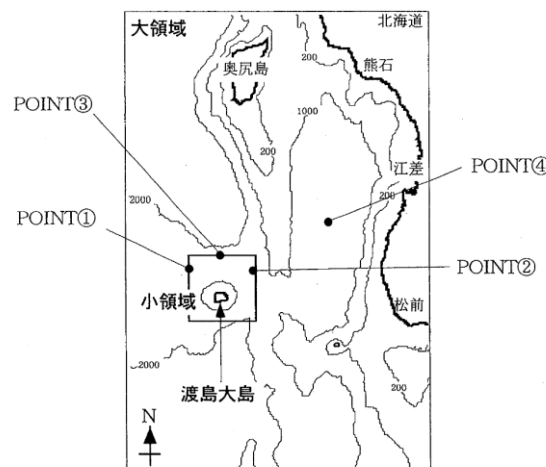 大領域
北海道
奥尻島
200
熊石
POINT③
1000
200
江差
POINT④
200
2000
POINT①
POINT②
小領域
松前
2000
200
渡島大島
N